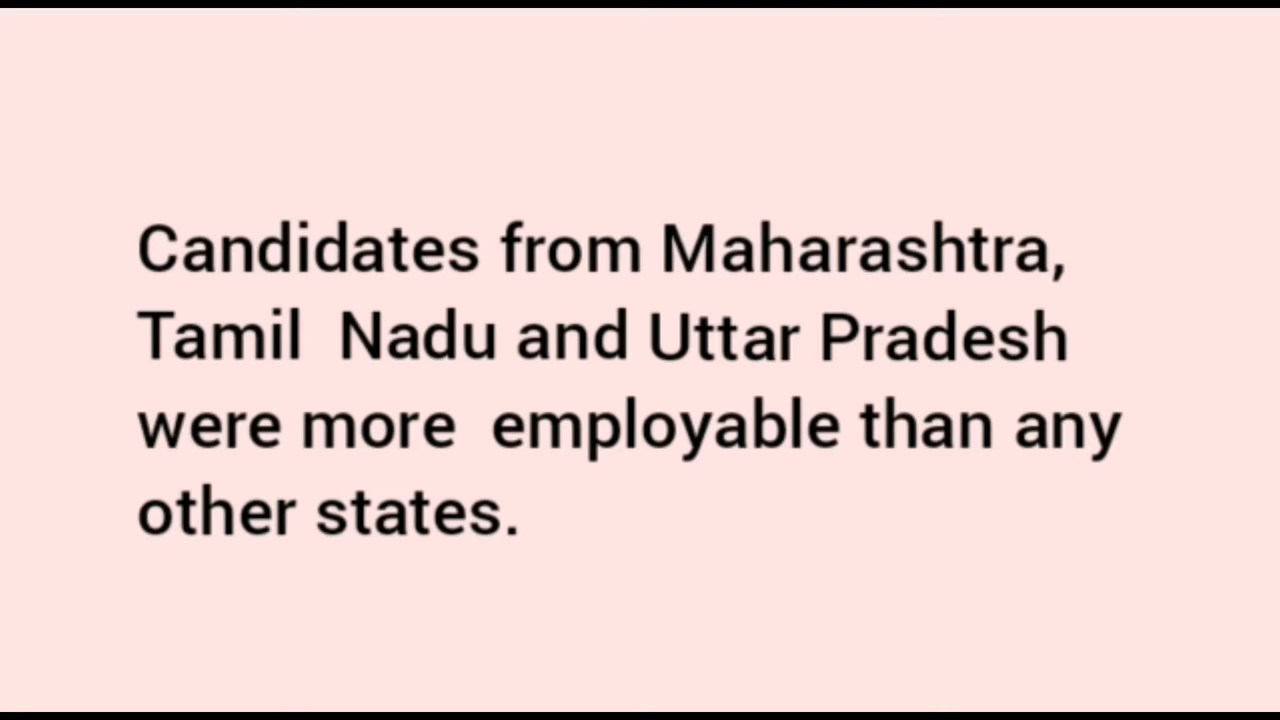 Candidates from Maharashtra,
Tamil  Nadu and Uttar Pradesh
were more  employable than any
other states.